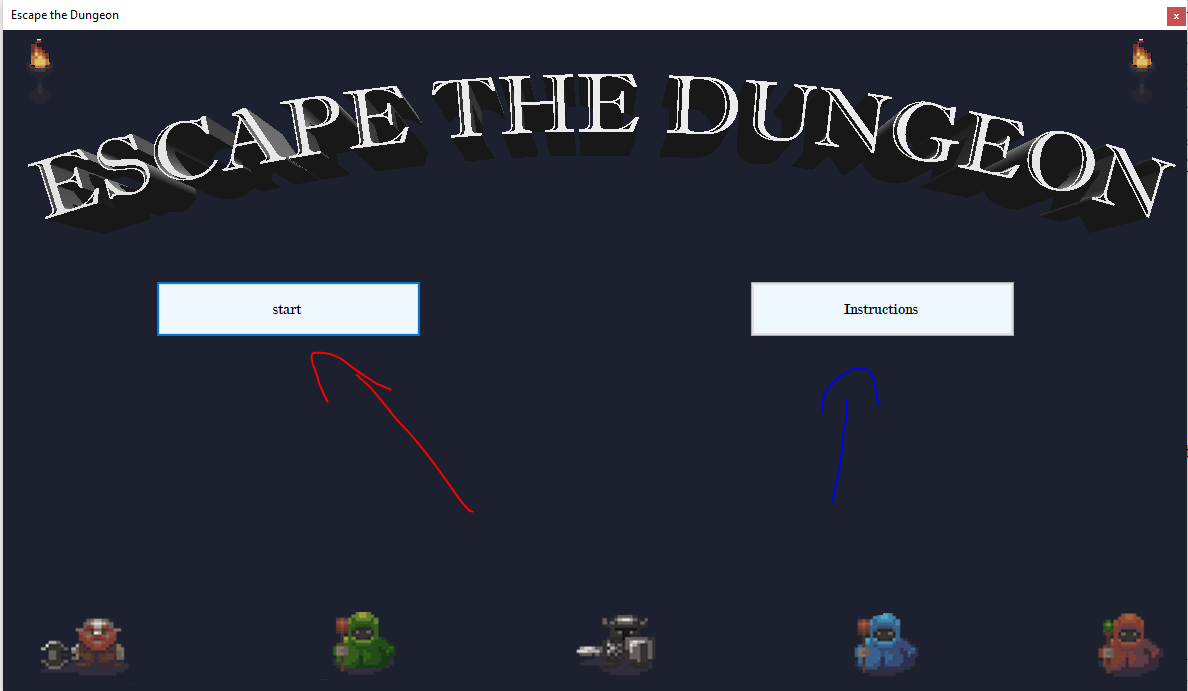 Escape the Dungeon
x
ESCAPE THE DUNGEON
start
Instructions